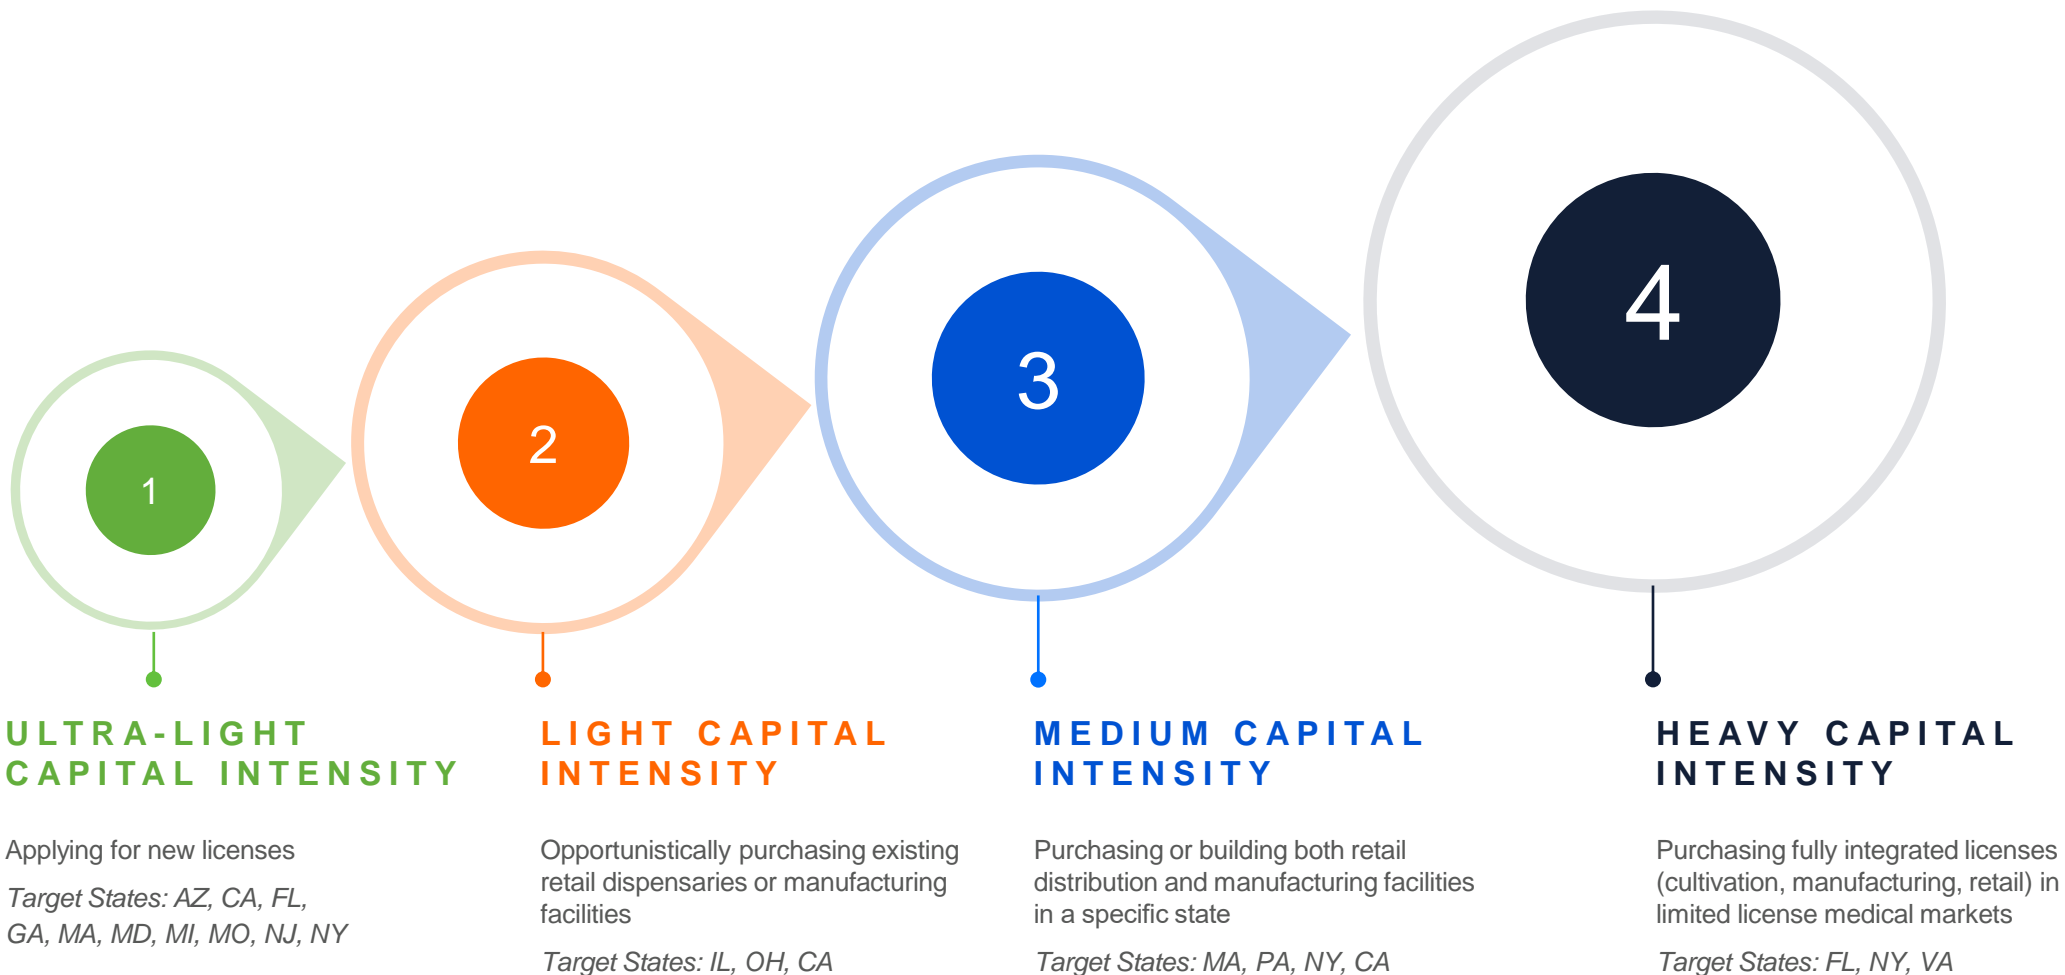 1
2
3
4
ULTRA-LIGHT
CAPITAL INTENSITY
Applying for new licenses
Target States: AZ, CA, FL,
GA, MA, MD, MI, MO, NJ, NY
LIGHT CAPITAL
INTENSITY
Opportunistically purchasing existing
retail dispensaries or manufacturing
facilities
Target States: IL, OH, CA
MEDIUM CAPITAL
INTENSITY
Purchasing or building both retail
distribution and manufacturing facilities
in a specific state
Target States: MA, PA, NY, CA
HEAVY CAPITAL
INTENSITY
Purchasing fully integrated licenses
(cultivation, manufacturing, retail) in
limited license medical markets
Target States: FL, NY, VA